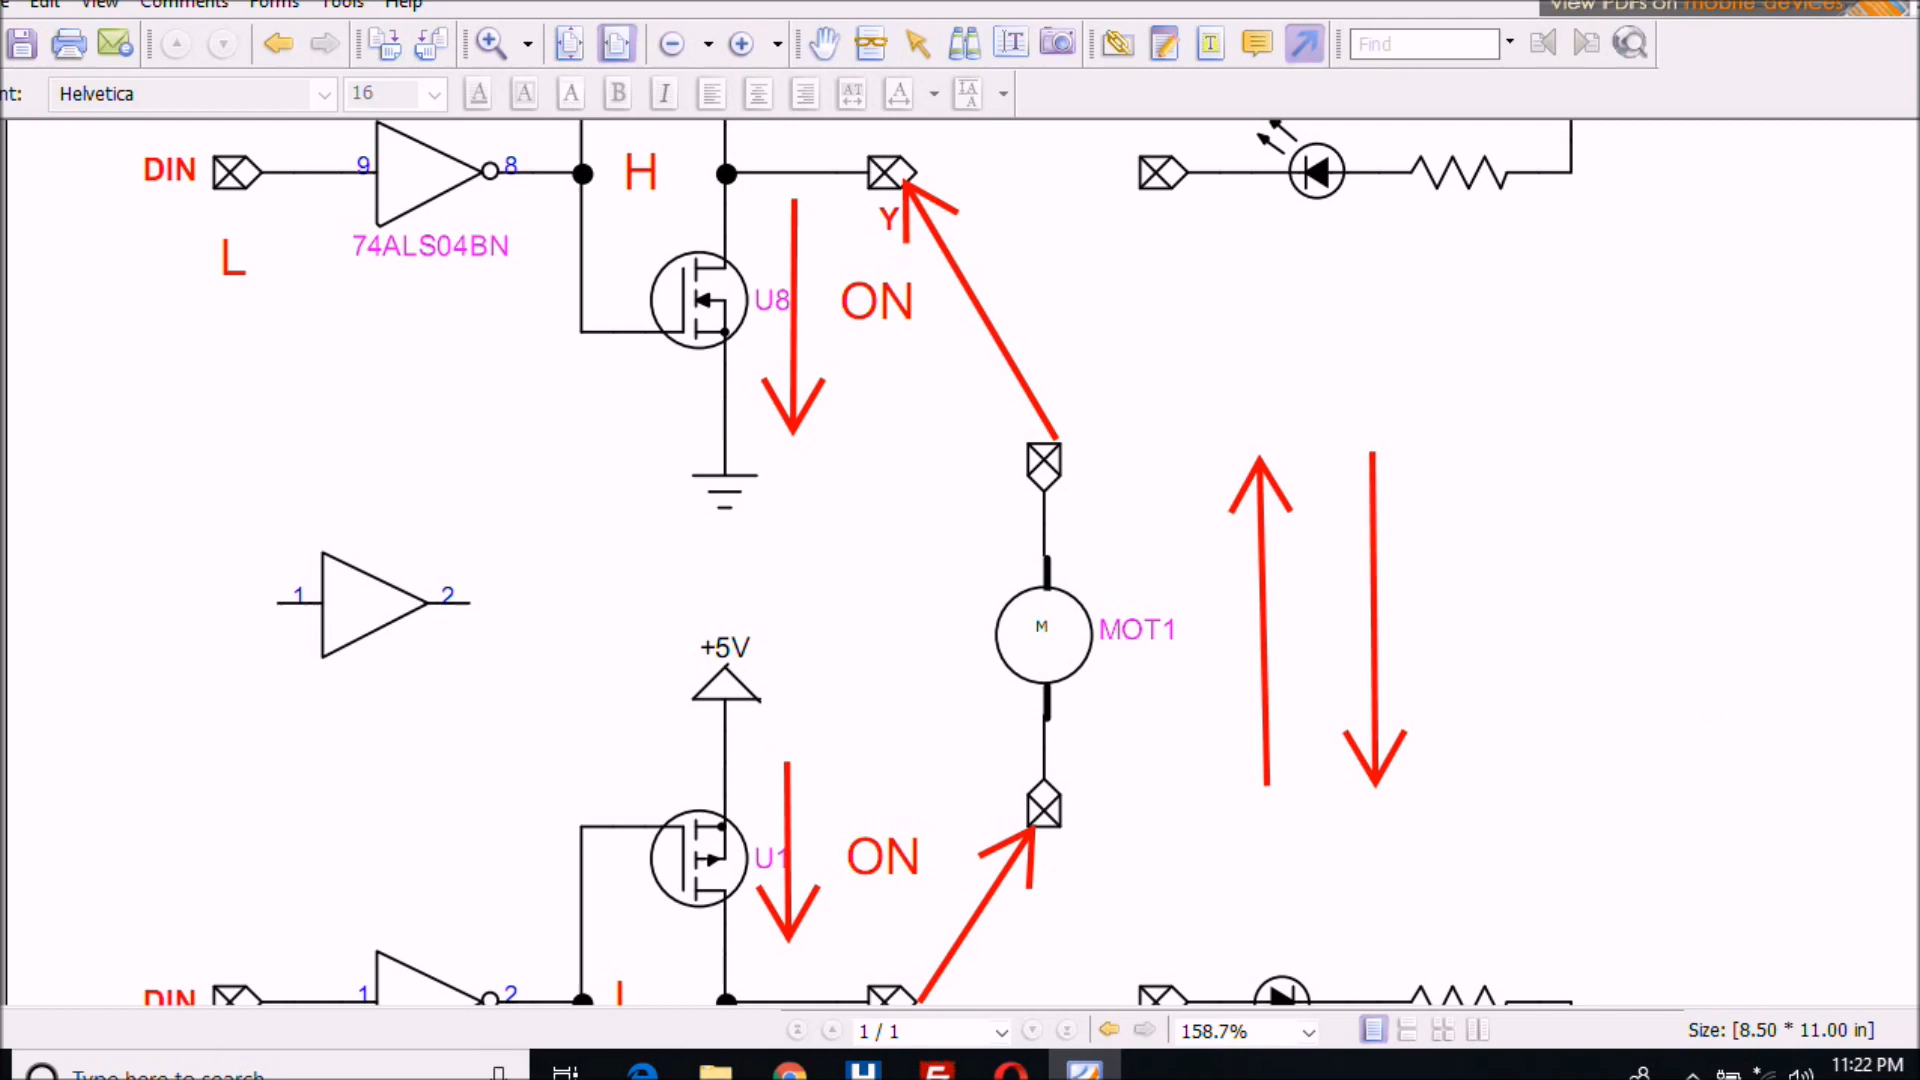 Edit View Comments Forms Tools Help
View PDFs on mobile devices
Find
nt: Helvetica 16
DIN 9 8 H
74ALS04BN
L
Y
U8 ON
1 2
+5V
M MOT1
U1 ON
DIN 1 2 L
1 / 1 158.7% Size: [8.50 * 11.00 in]
Type here to search 11:22 PM